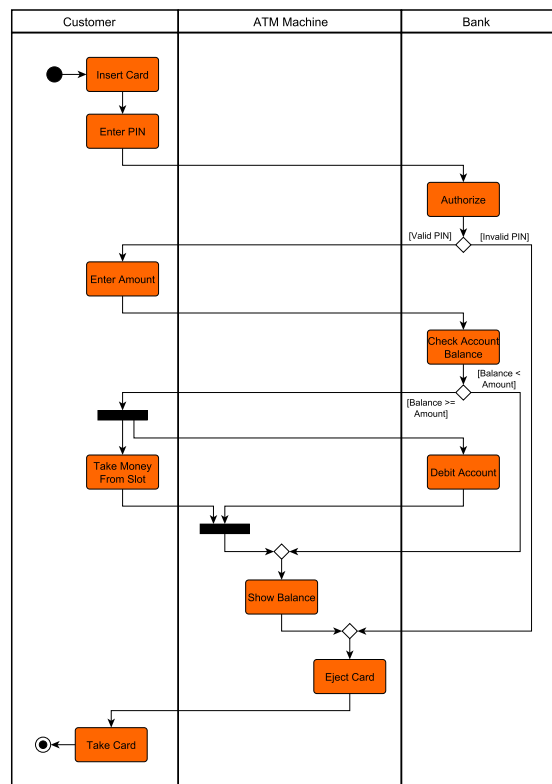 Customer
ATM Machine
Bank
Insert Card
Enter PIN
Authorize
[Valid PIN]
[Invalid PIN]
Enter Amount
Check Account
Balance
[Balance <
Amount]
[Balance >=
Amount]
Take Money
From Slot
Debit Account
Show Balance
Eject Card
Take Card